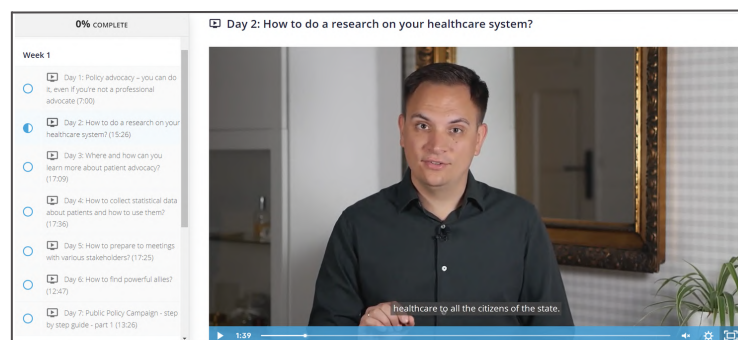 0% COMPLETE
Week 1
Day 1: Policy advocacy – you can do
it, even if you're not a professional
advocate (7:00)
Day 2: How to do a research on your
healthcare system? (15:26)
Day 3: Where and how can you
learn more about patient advocacy?
(17:09)
Day 4: How to collect statistical data
about patients and how to use them?
(17:36)
Day 5: How to prepare to meetings
with various stakeholders? (17:25)
Day 6: How to find powerful allies?
(12:47)
Day 7: Public Policy Campaign - step
by step guide - part 1 (13:26)
Day 2: How to do a research on your healthcare system?
healthcare to all the citizens of the state.
1:39